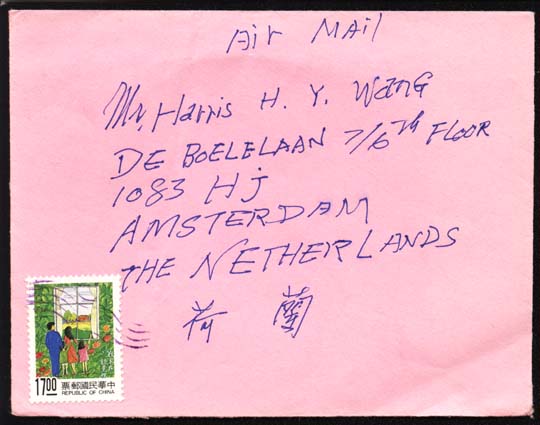 Air MAil
Mr, Harris H. Y. WANG
DE BOELELAAN 7/6th FLOOR
1083 Hj
AMSTERDAM
THE NETHERLANDS
荷蘭
17.00 票郵國民華中
REPUBLIC OF CHINA